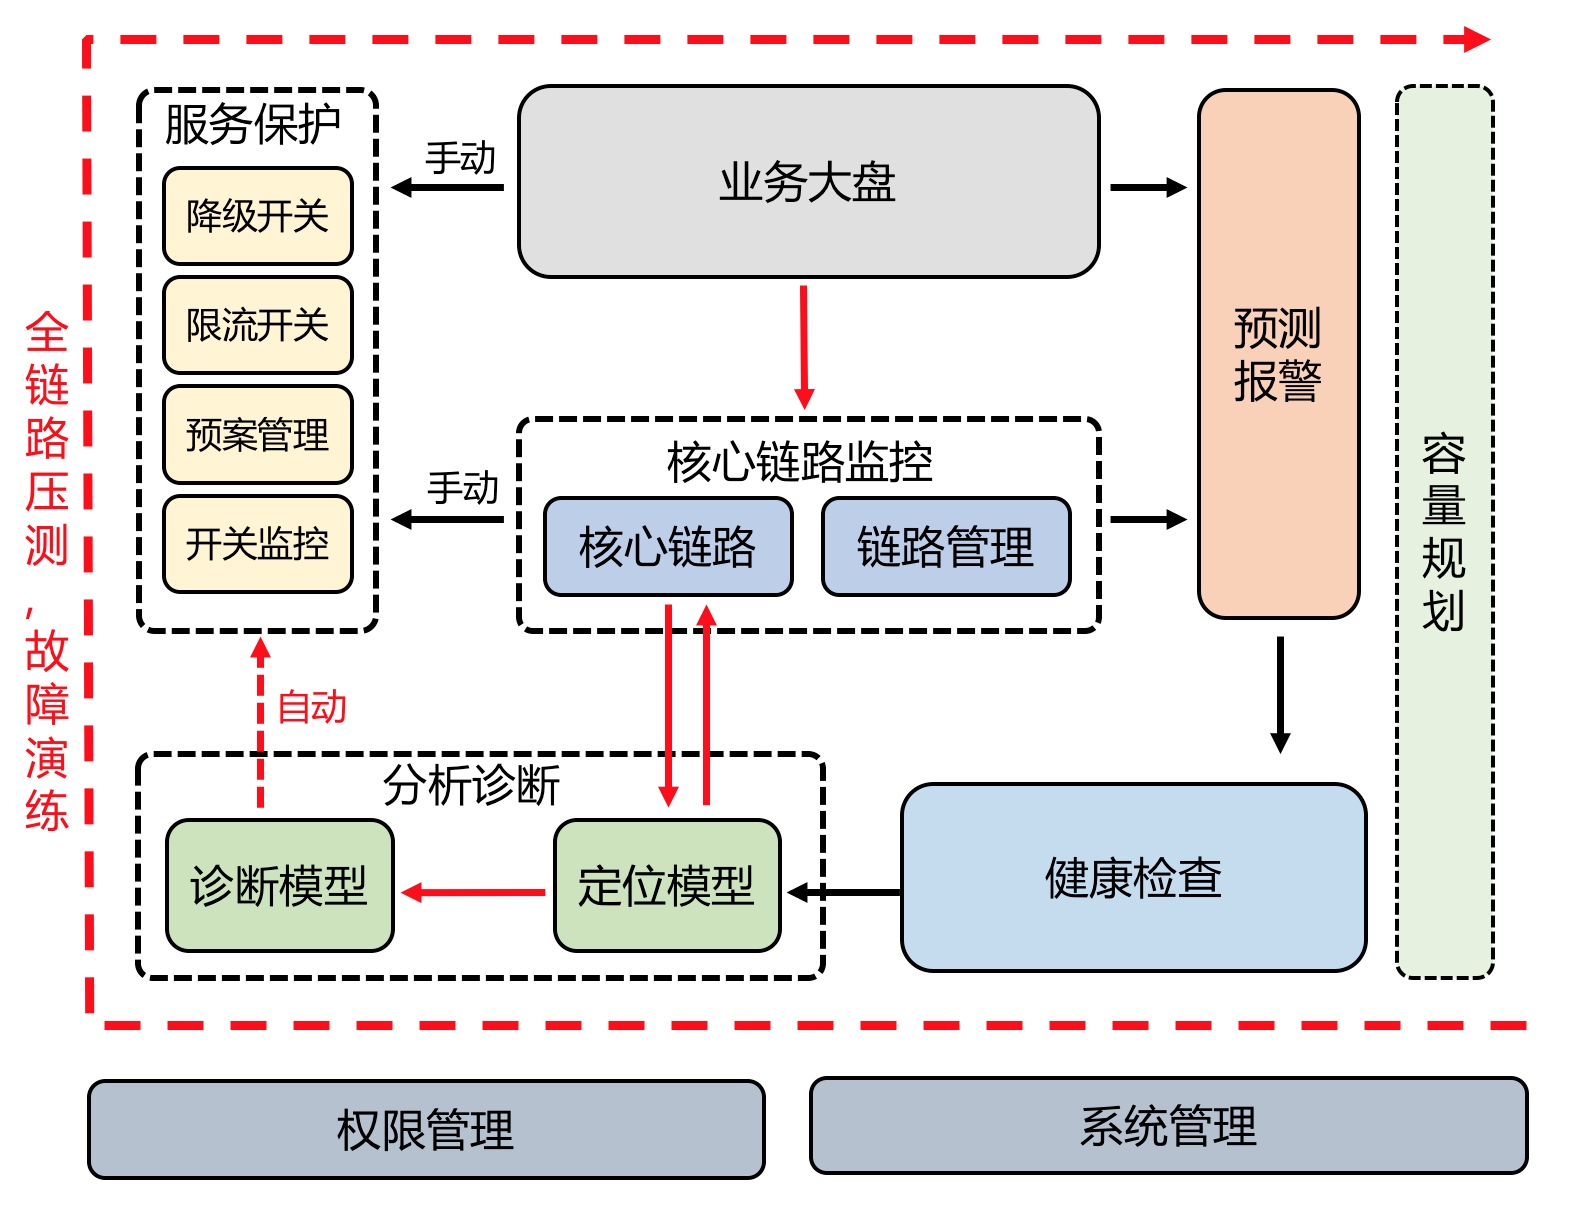 服务保护
降级开关
限流开关
预案管理
开关监控
手动
业务大盘
预测
报警
容
量
规
划
全
链
路
压
测
，
故
障
演
练
手动
核心链路监控
核心链路
链路管理
自动
分析诊断
诊断模型
定位模型
健康检查
权限管理
系统管理